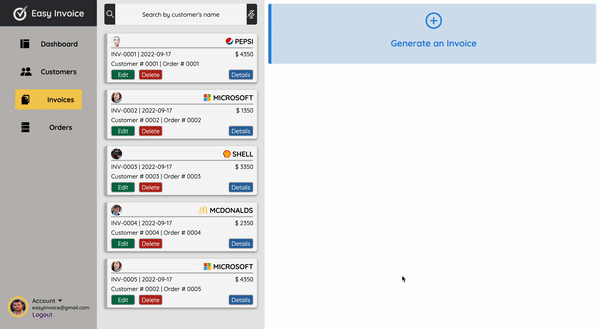 Easy Invoice
Dashboard
Customers
Invoices
Orders
Account
easyinvoice@gmail.com
Logout
Search by customer's name
PEPSI
INV-0001 | 2022-09-17 $ 4350
Customer # 0001 | Order # 0001
Edit Delete Details
MICROSOFT
INV-0002 | 2022-09-17 $ 1350
Customer # 0002 | Order # 0002
Edit Delete Details
SHELL
INV-0003 | 2022-09-17 $ 3350
Customer # 0003 | Order # 0003
Edit Delete Details
MCDONALDS
INV-0004 | 2022-09-17 $ 2350
Customer # 0004 | Order # 0004
Edit Delete Details
MICROSOFT
INV-0005 | 2022-09-17 $ 4350
Customer # 0002 | Order # 0005
Edit Delete Details
Generate an Invoice